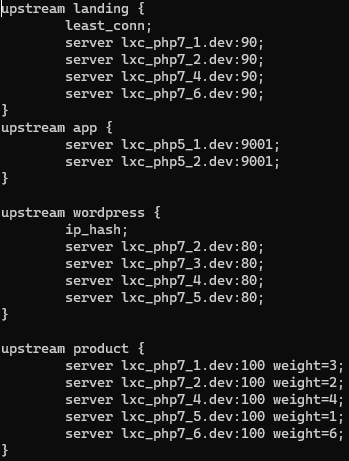 upstream landing {
        least_conn;
        server lxc_php7_1.dev:90;
        server lxc_php7_2.dev:90;
        server lxc_php7_4.dev:90;
        server lxc_php7_6.dev:90;
}
upstream app {
        server lxc_php5_1.dev:9001;
        server lxc_php5_2.dev:9001;
}

upstream wordpress {
        ip_hash;
        server lxc_php7_2.dev:80;
        server lxc_php7_3.dev:80;
        server lxc_php7_4.dev:80;
        server lxc_php7_5.dev:80;
}

upstream product {
        server lxc_php7_1.dev:100 weight=3;
        server lxc_php7_2.dev:100 weight=2;
        server lxc_php7_4.dev:100 weight=4;
        server lxc_php7_5.dev:100 weight=1;
        server lxc_php7_6.dev:100 weight=6;
}